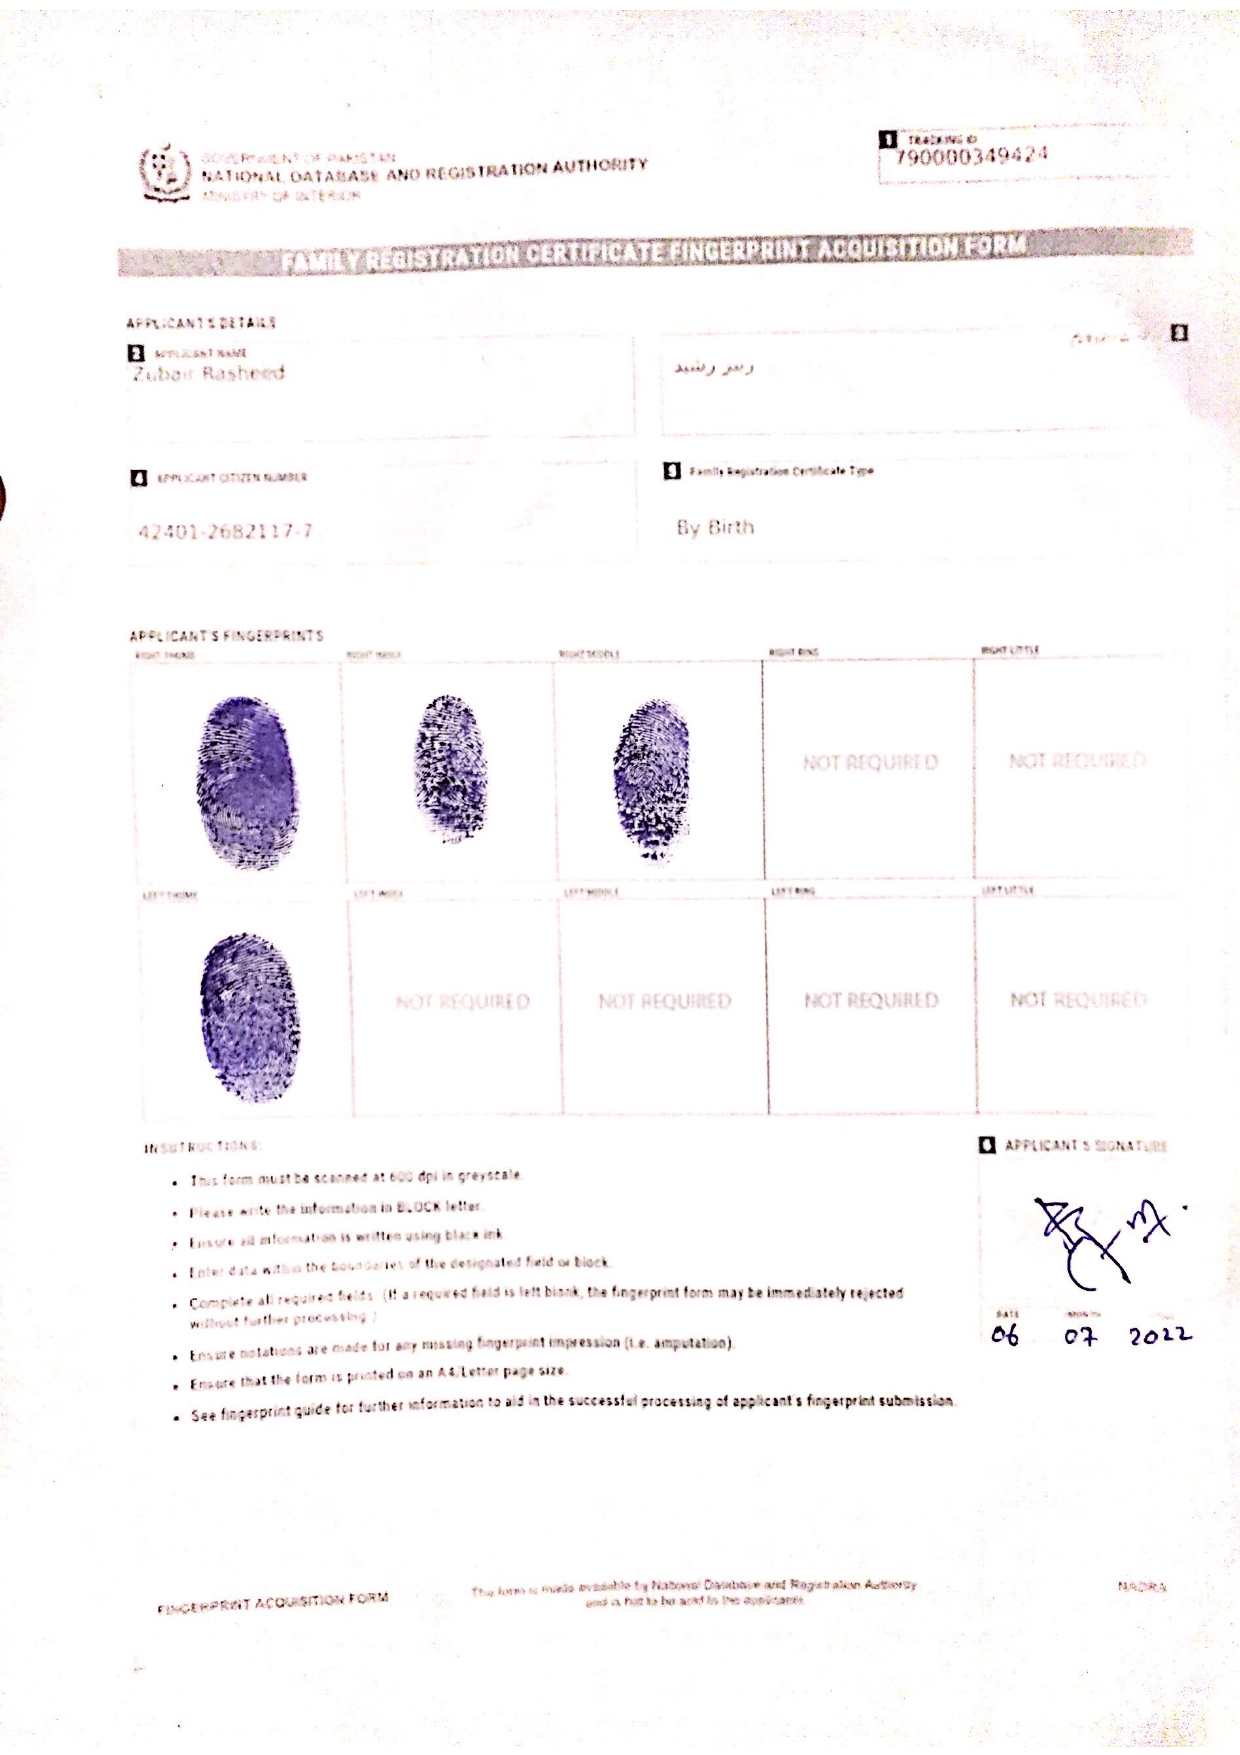 GOVERNMENT OF PAKISTAN
NATIONAL DATABASE AND REGISTRATION AUTHORITY
MINISTRY OF INTERIOR
1 TRACKING ID
790000349424
FAMILY REGISTRATION CERTIFICATE FINGERPRINT ACQUISITION FORM
APPLICANT'S DETAILS
2 APPLICANT NAME
Zubair Rasheed
3
رشید
4 APPLICANT CITIZEN NUMBER
42401-2682117-7
5 Family Registration Certificate Type
By Birth
APPLICANT'S FINGERPRINTS
RIGHT THUMB RIGHT INDEX RIGHT MIDDLE RIGHT RING RIGHT LITTLE
NOT REQUIRED NOT REQUIRED
LEFT THUMB LEFT INDEX LEFT MIDDLE LEFT RING LEFT LITTLE
NOT REQUIRED NOT REQUIRED NOT REQUIRED NOT REQUIRED
INSUTRUCTIONS:
• This form must be scanned at 600 dpi in greyscale.
• Please write the information in BLOCK letter.
• Ensure all information is written using black ink.
• Enter data within the boundaries of the designated field or block.
• Complete all required fields. (If a required field is left blank, the fingerprint form may be immediately rejected
without further processing.)
• Ensure notations are made for any missing fingerprint impression (i.e. amputation).
• Ensure that the form is printed on an A4/Letter page size.
• See fingerprint guide for further information to aid in the successful processing of applicant's fingerprint submission.
6 APPLICANT'S SIGNATURE
DATE MONTH
06 07 2022
FINGERPRINT ACQUISITION FORM
This form is made available by National Database and Registration Authority
and is not to be sold to the applicants
NADRA